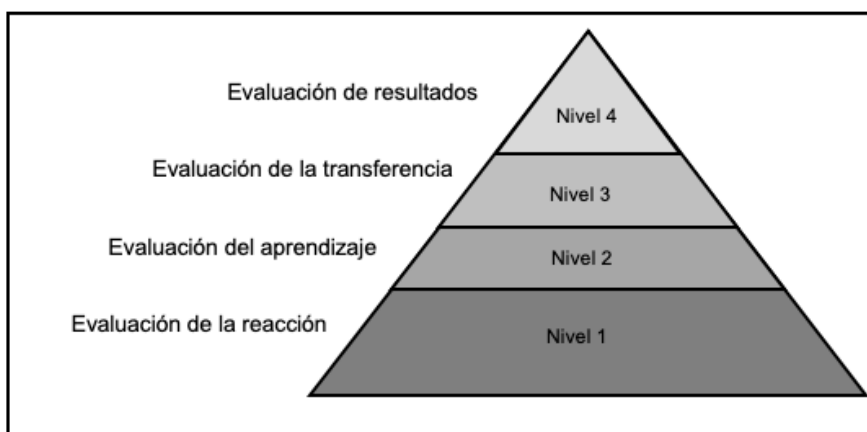 Evaluación de resultados
Nivel 4
Evaluación de la transferencia
Nivel 3
Evaluación del aprendizaje
Nivel 2
Evaluación de la reacción
Nivel 1